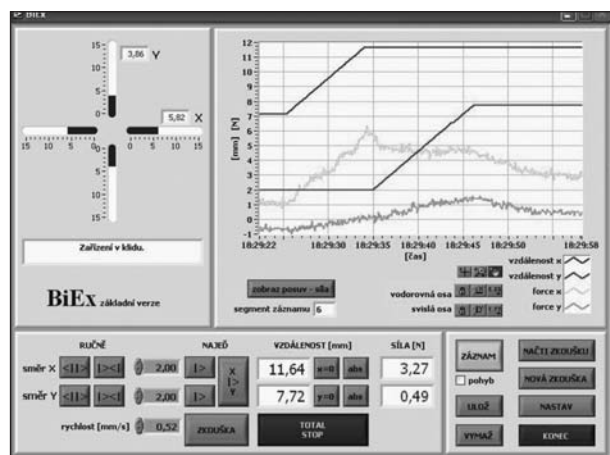 BiEx
3,86 Y
5,82 X
15
10
5
0
15 10 5 0
0 5 10 15
0
5
10
15
Zařízení v klidu.
BiEx základní verze
[mm] [N]
12
11
10
9
8
7
6
5
4
3
2
1
0
-1
18:29:22 18:29:30 18:29:35 18:29:40 18:29:45 18:29:50 18:29:58
[čas]
vzdálenost x
vzdálenost y
force x
force y
zobraz posuv - síla
segment záznamu 6
vodorovná osa
svislá osa
RUČNĚ NAJEĎ VZDÁLENOST [mm] SÍLA [N]
směr X <||> |><| 2,00 |> 11,64 x=0 abs 3,27
X |> Y
směr Y <||> |><| 2,00 |> 7,72 y=0 abs 0,49
rychlost [mm/s] 0,52 ZKOUŠKA TOTAL STOP
ZÁZNAM NAČTI ZKOUŠKU
pohyb NOVÁ ZKOUŠKA
ULOŽ NASTAV
VYMAŽ KONEC